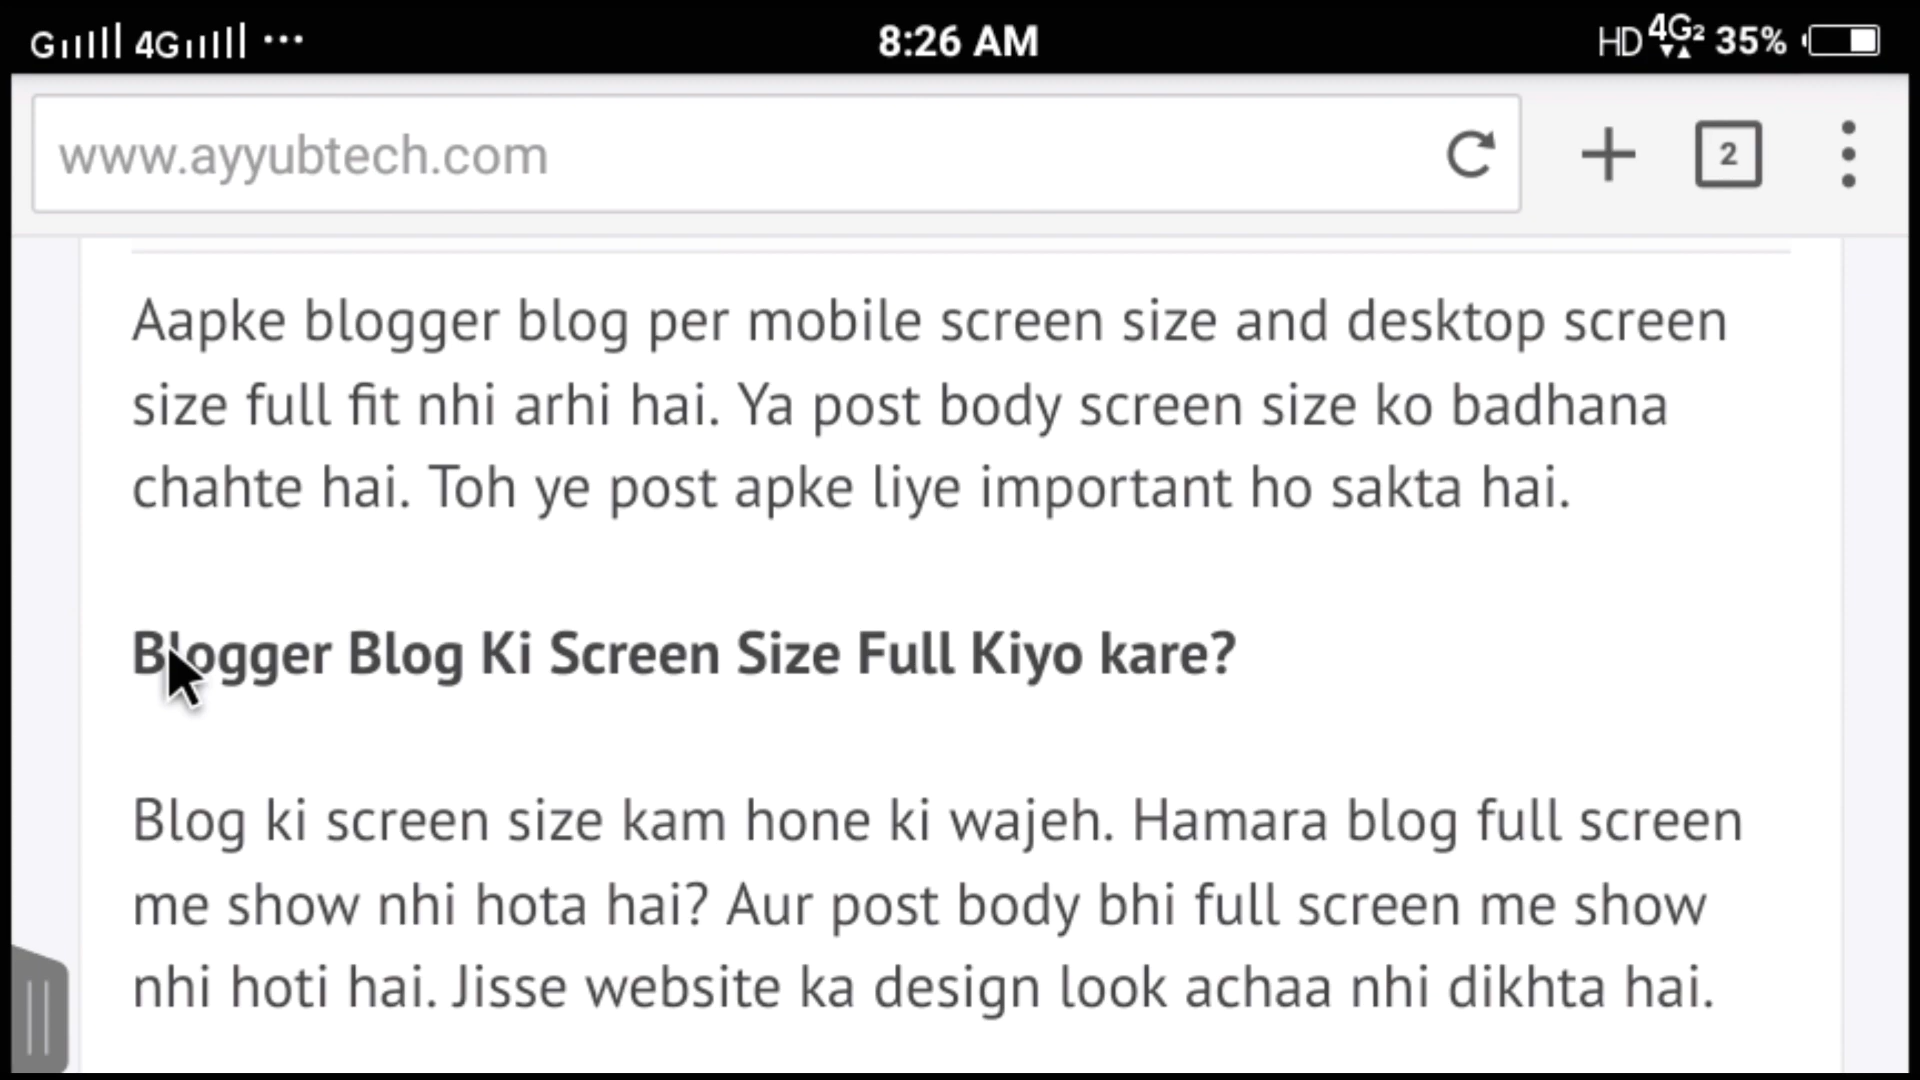 G 4G ... 8:26 AM HD 4G2 35%
www.ayyubtech.com 2
Aapke blogger blog per mobile screen size and desktop screen
size full fit nhi arhi hai. Ya post body screen size ko badhana
chahte hai. Toh ye post apke liye important ho sakta hai.
Blogger Blog Ki Screen Size Full Kiyo kare?
Blog ki screen size kam hone ki wajeh. Hamara blog full screen
me show nhi hota hai? Aur post body bhi full screen me show
nhi hoti hai. Jisse website ka design look achaa nhi dikhta hai.